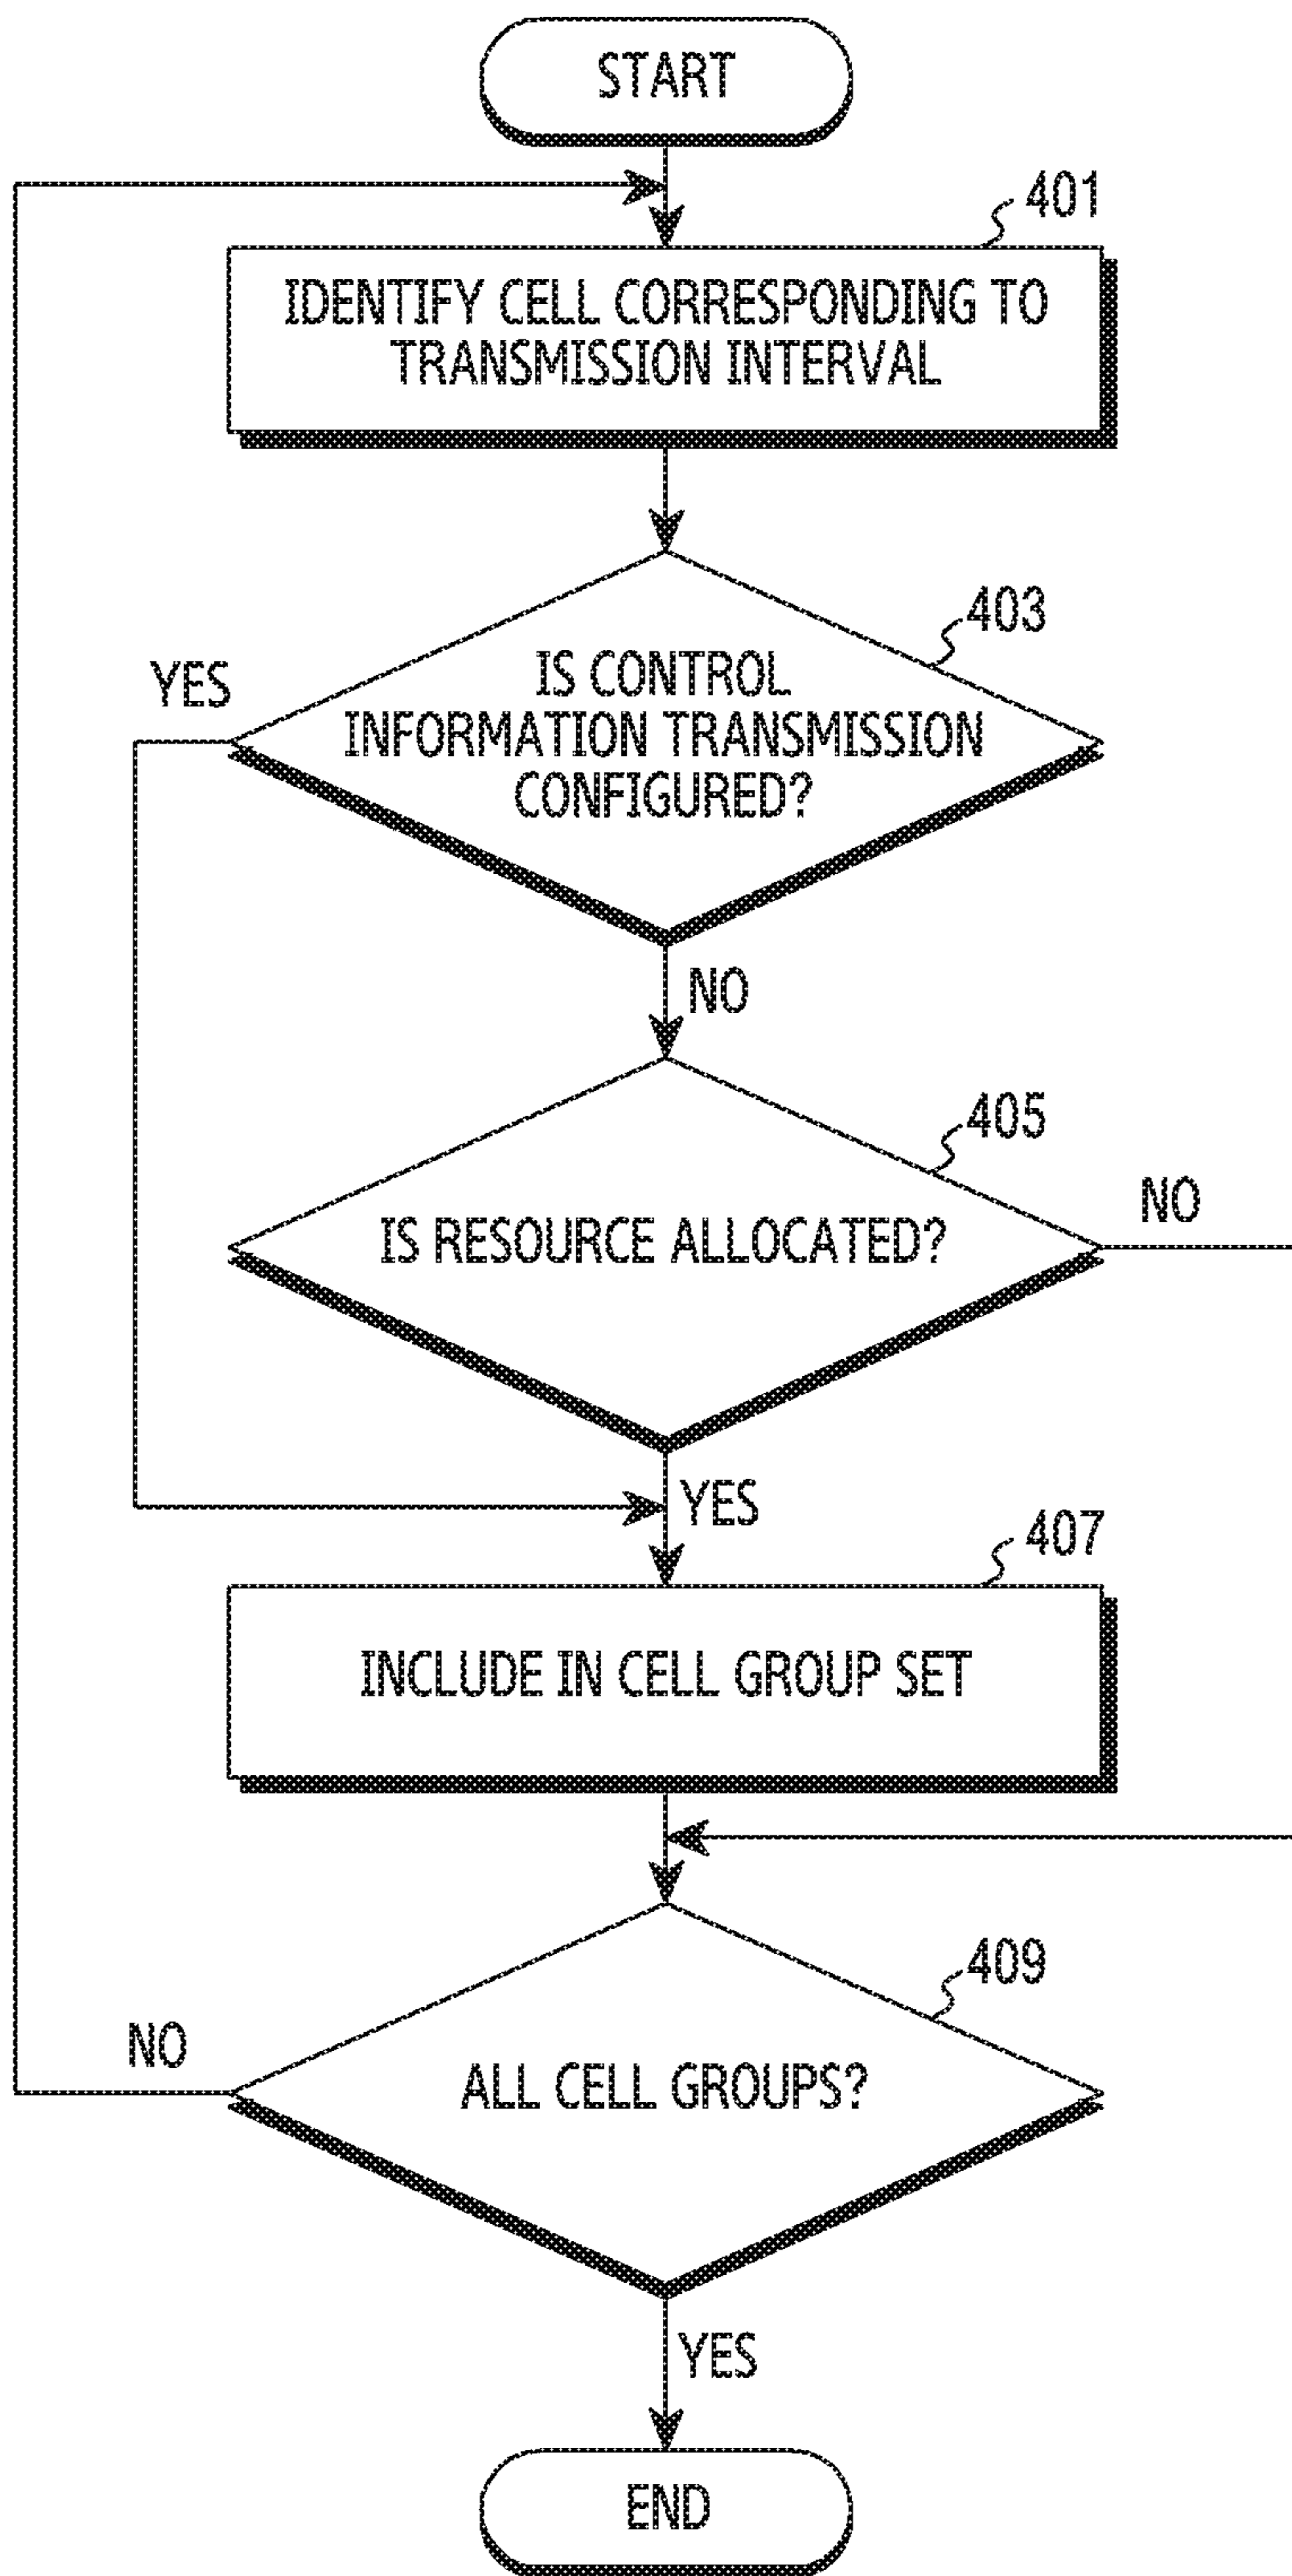 START
401
IDENTIFY CELL CORRESPONDING TO
TRANSMISSION INTERVAL
403
YES
IS CONTROL
INFORMATION TRANSMISSION
CONFIGURED?
NO
405
NO
IS RESOURCE ALLOCATED?
YES
407
INCLUDE IN CELL GROUP SET
409
NO
ALL CELL GROUPS?
YES
END